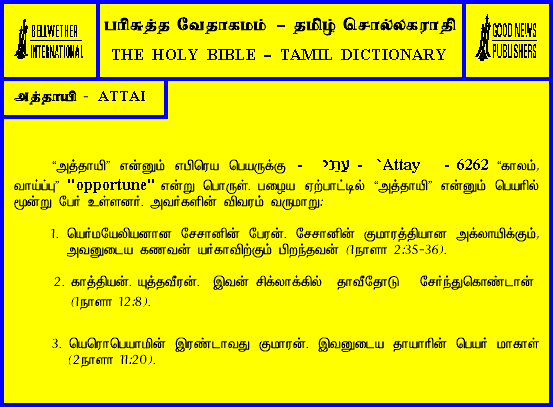 BELLWETHER
INTERNATIONAL
பரிசுத்த வேதாகமம் – தமிழ் சொல்லகராதி
THE HOLY BIBLE – TAMIL DICTIONARY
GOOD NEWS
PUBLISHERS
அத்தாயி - ATTAI
“அத்தாயி” என்னும் எபிரெய பெயருக்கு - עַתַּי - `Attay - 6262 “காலம்,
வாய்ப்பு” "opportune" என்று பொருள். பழைய ஏற்பாட்டில் “அத்தாயி” என்னும் பெயரில்
மூன்று பேர் உள்ளனர். அவர்களின் விவரம் வருமாறு:
1. யெர்மயேலியனான சேசானின் பேரன். சேசானின் குமாரத்தியான அக்லாயிக்கும்,
அவனுடைய கணவன் யர்காவிற்கும் பிறந்தவன் (1நாளா 2:35-36).
2. காத்தியன். யுத்தவீரன். இவன் சிக்லாக்கில் தாவீதோடு சேர்ந்துகொண்டான்
(1நாளா 12:8).
3. யெரொபெயாமின் இரண்டாவது குமாரன். இவனுடைய தாயாரின் பெயர் மாகாள்
(2நாளா 11:20).